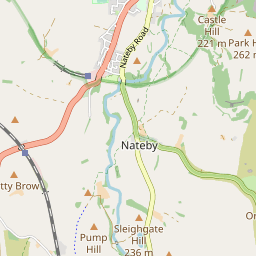 Nateby Road
Castle
Hill
221 m
Park H
262 m
Nateby
tty Brow
Or
Sleighgate
Hill
236 m
Pump
Hill